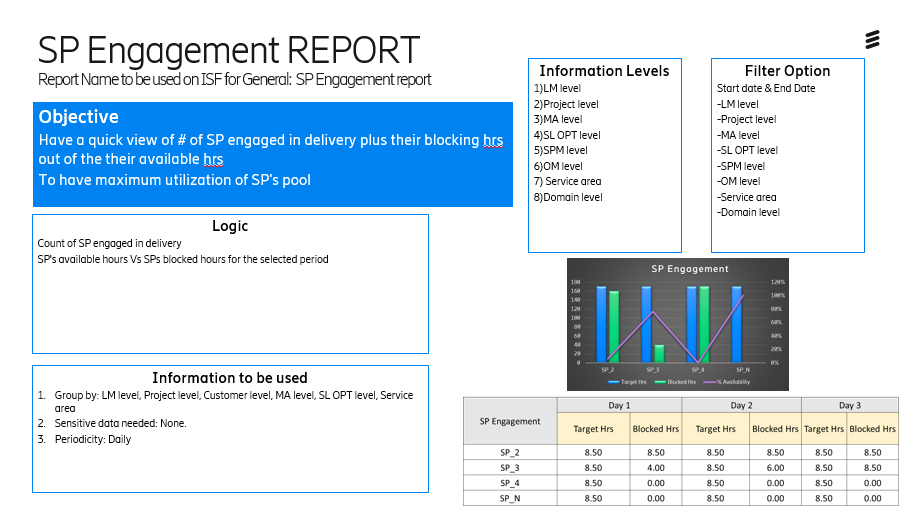 SP Engagement REPORT
Report Name to be used on ISF for General: SP Engagement report
Objective
Have a quick view of # of SP engaged in delivery plus their blocking hrs
out of the their available hrs
To have maximum utilization of SP's pool
Logic
Count of SP engaged in delivery
SP's available hours Vs SPs blocked hours for the selected period
Information to be used
1. Group by: LM level, Project level, Customer level, MA level, SL OPT level, Service
area
2. Sensitive data needed: None.
3. Periodicity: Daily
Information Levels
1)LM level
2)Project level
3)MA level
4)SL OPT level
5)SPM level
6)OM level
7) Service area
8)Domain level
Filter Option
Start date & End Date
-LM level
-Project level
-MA level
-SL OPT level
-SPM level
-OM level
-Service area
-Domain level
SP Engagement
180 120%
160 100%
140
120 80%
100 60%
80
60 40%
40 20%
20
0 0%
SP_2 SP_3 SP_4 SP_N
Target Hrs Blocked Hrs % Availability
SP Engagement Day 1 Day 2 Day 3
Target Hrs Blocked Hrs Target Hrs Blocked Hrs Target Hrs Blocked Hrs
SP_2 8.50 8.50 8.50 8.50 8.50 8.50
SP_3 8.50 4.00 8.50 6.00 8.50 8.50
SP_4 8.50 0.00 8.50 0.00 8.50 0.00
SP_N 8.50 0.00 8.50 0.00 8.50 0.00